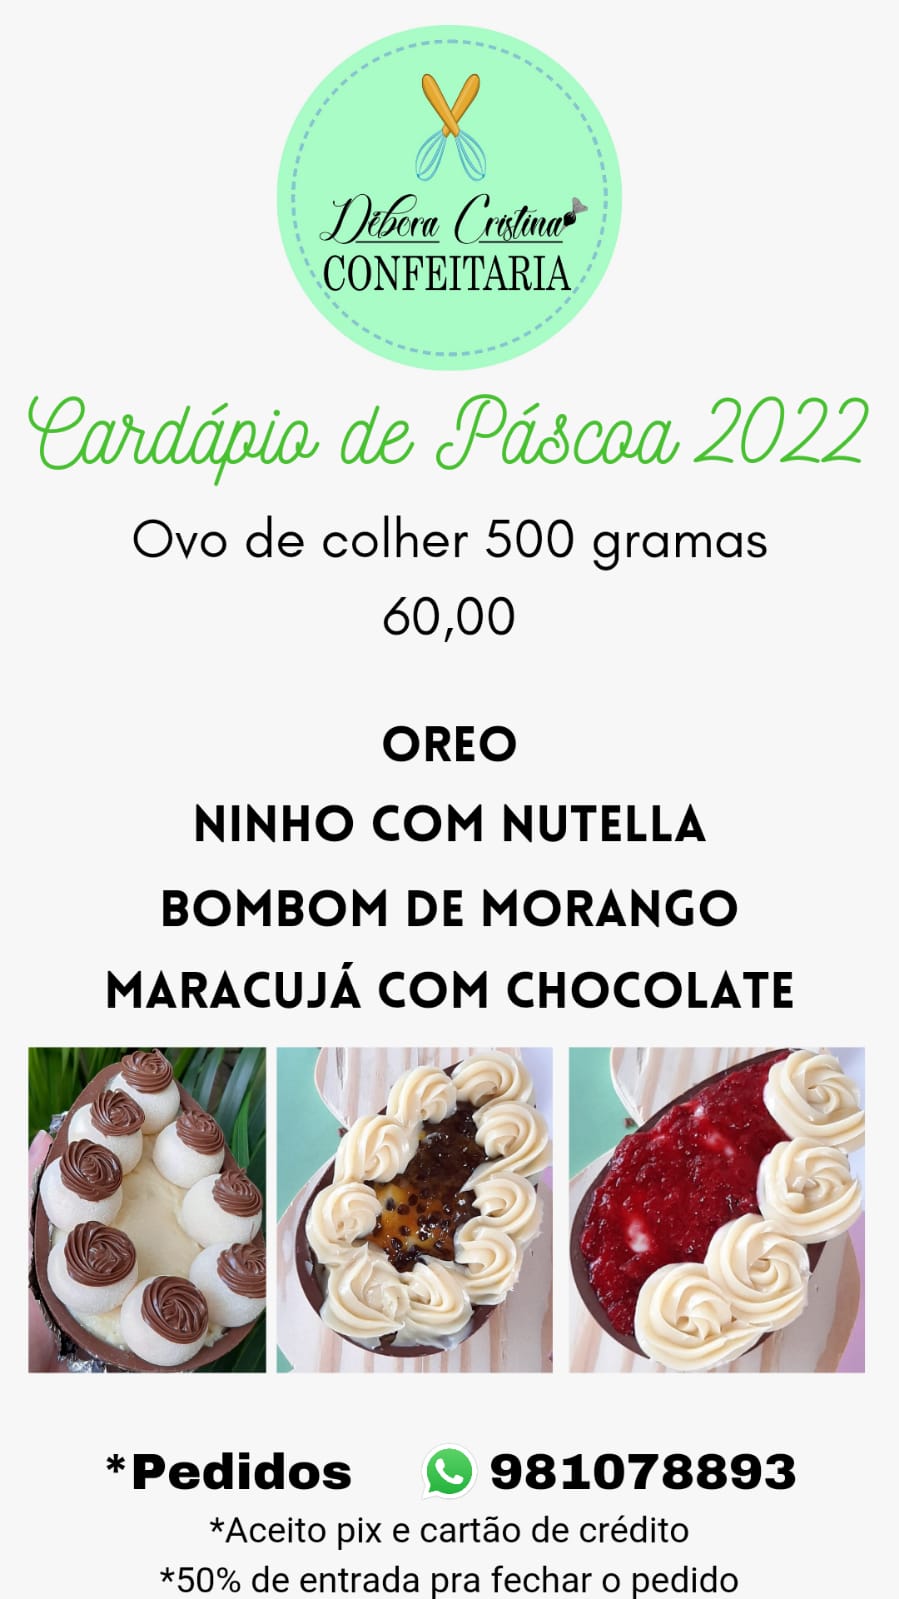 Débora Cristina
CONFEITARIA
Cardápio de Páscoa 2022
Ovo de colher 500 gramas
60,00
OREO
NINHO COM NUTELLA
BOMBOM DE MORANGO
MARACUJÁ COM CHOCOLATE
*Pedidos 981078893
*Aceito pix e cartão de crédito
*50% de entrada pra fechar o pedido